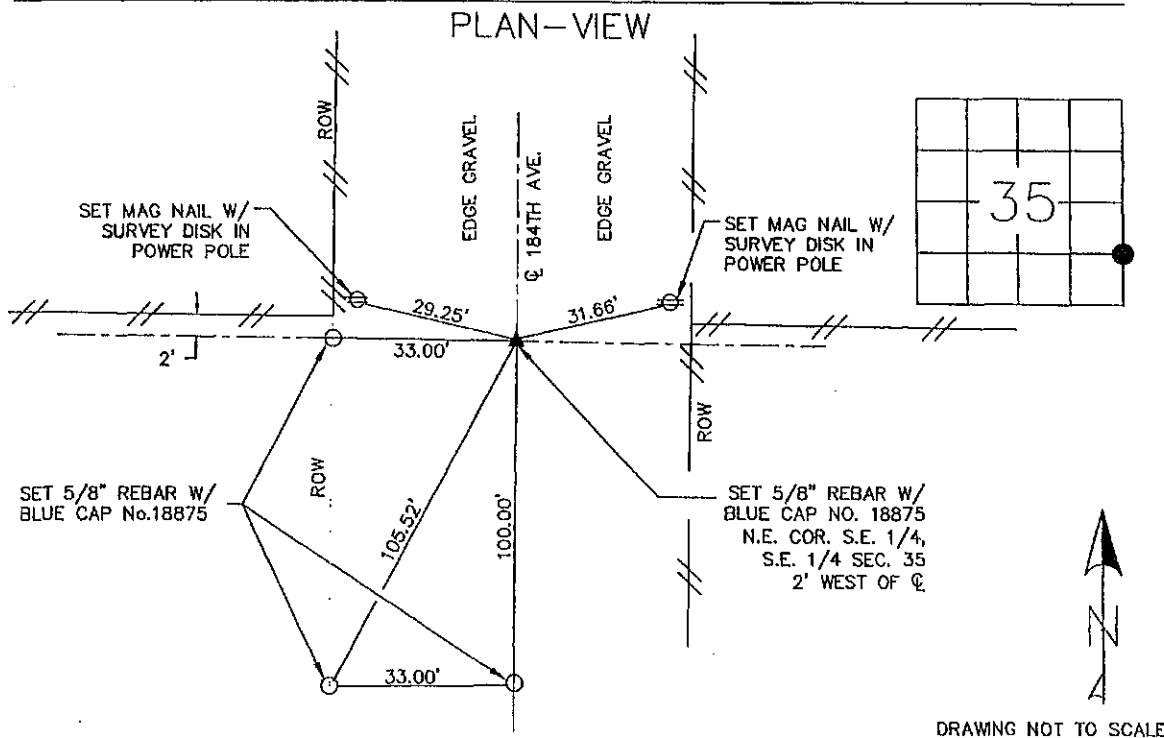 PLAN-VIEW
ROW
EDGE GRAVEL
℄ 184TH AVE.
EDGE GRAVEL
35
SET MAG NAIL W/
SURVEY DISK IN
POWER POLE
SET MAG NAIL W/
SURVEY DISK IN
POWER POLE
29.25'
31.66'
2'
33.00'
ROW
ROW
SET 5/8" REBAR W/
BLUE CAP No.18875
105.52'
100.00'
SET 5/8" REBAR W/
BLUE CAP NO. 18875
N.E. COR. S.E. 1/4,
S.E. 1/4 SEC. 35
2' WEST OF ℄
N
33.00'
DRAWING NOT TO SCALE